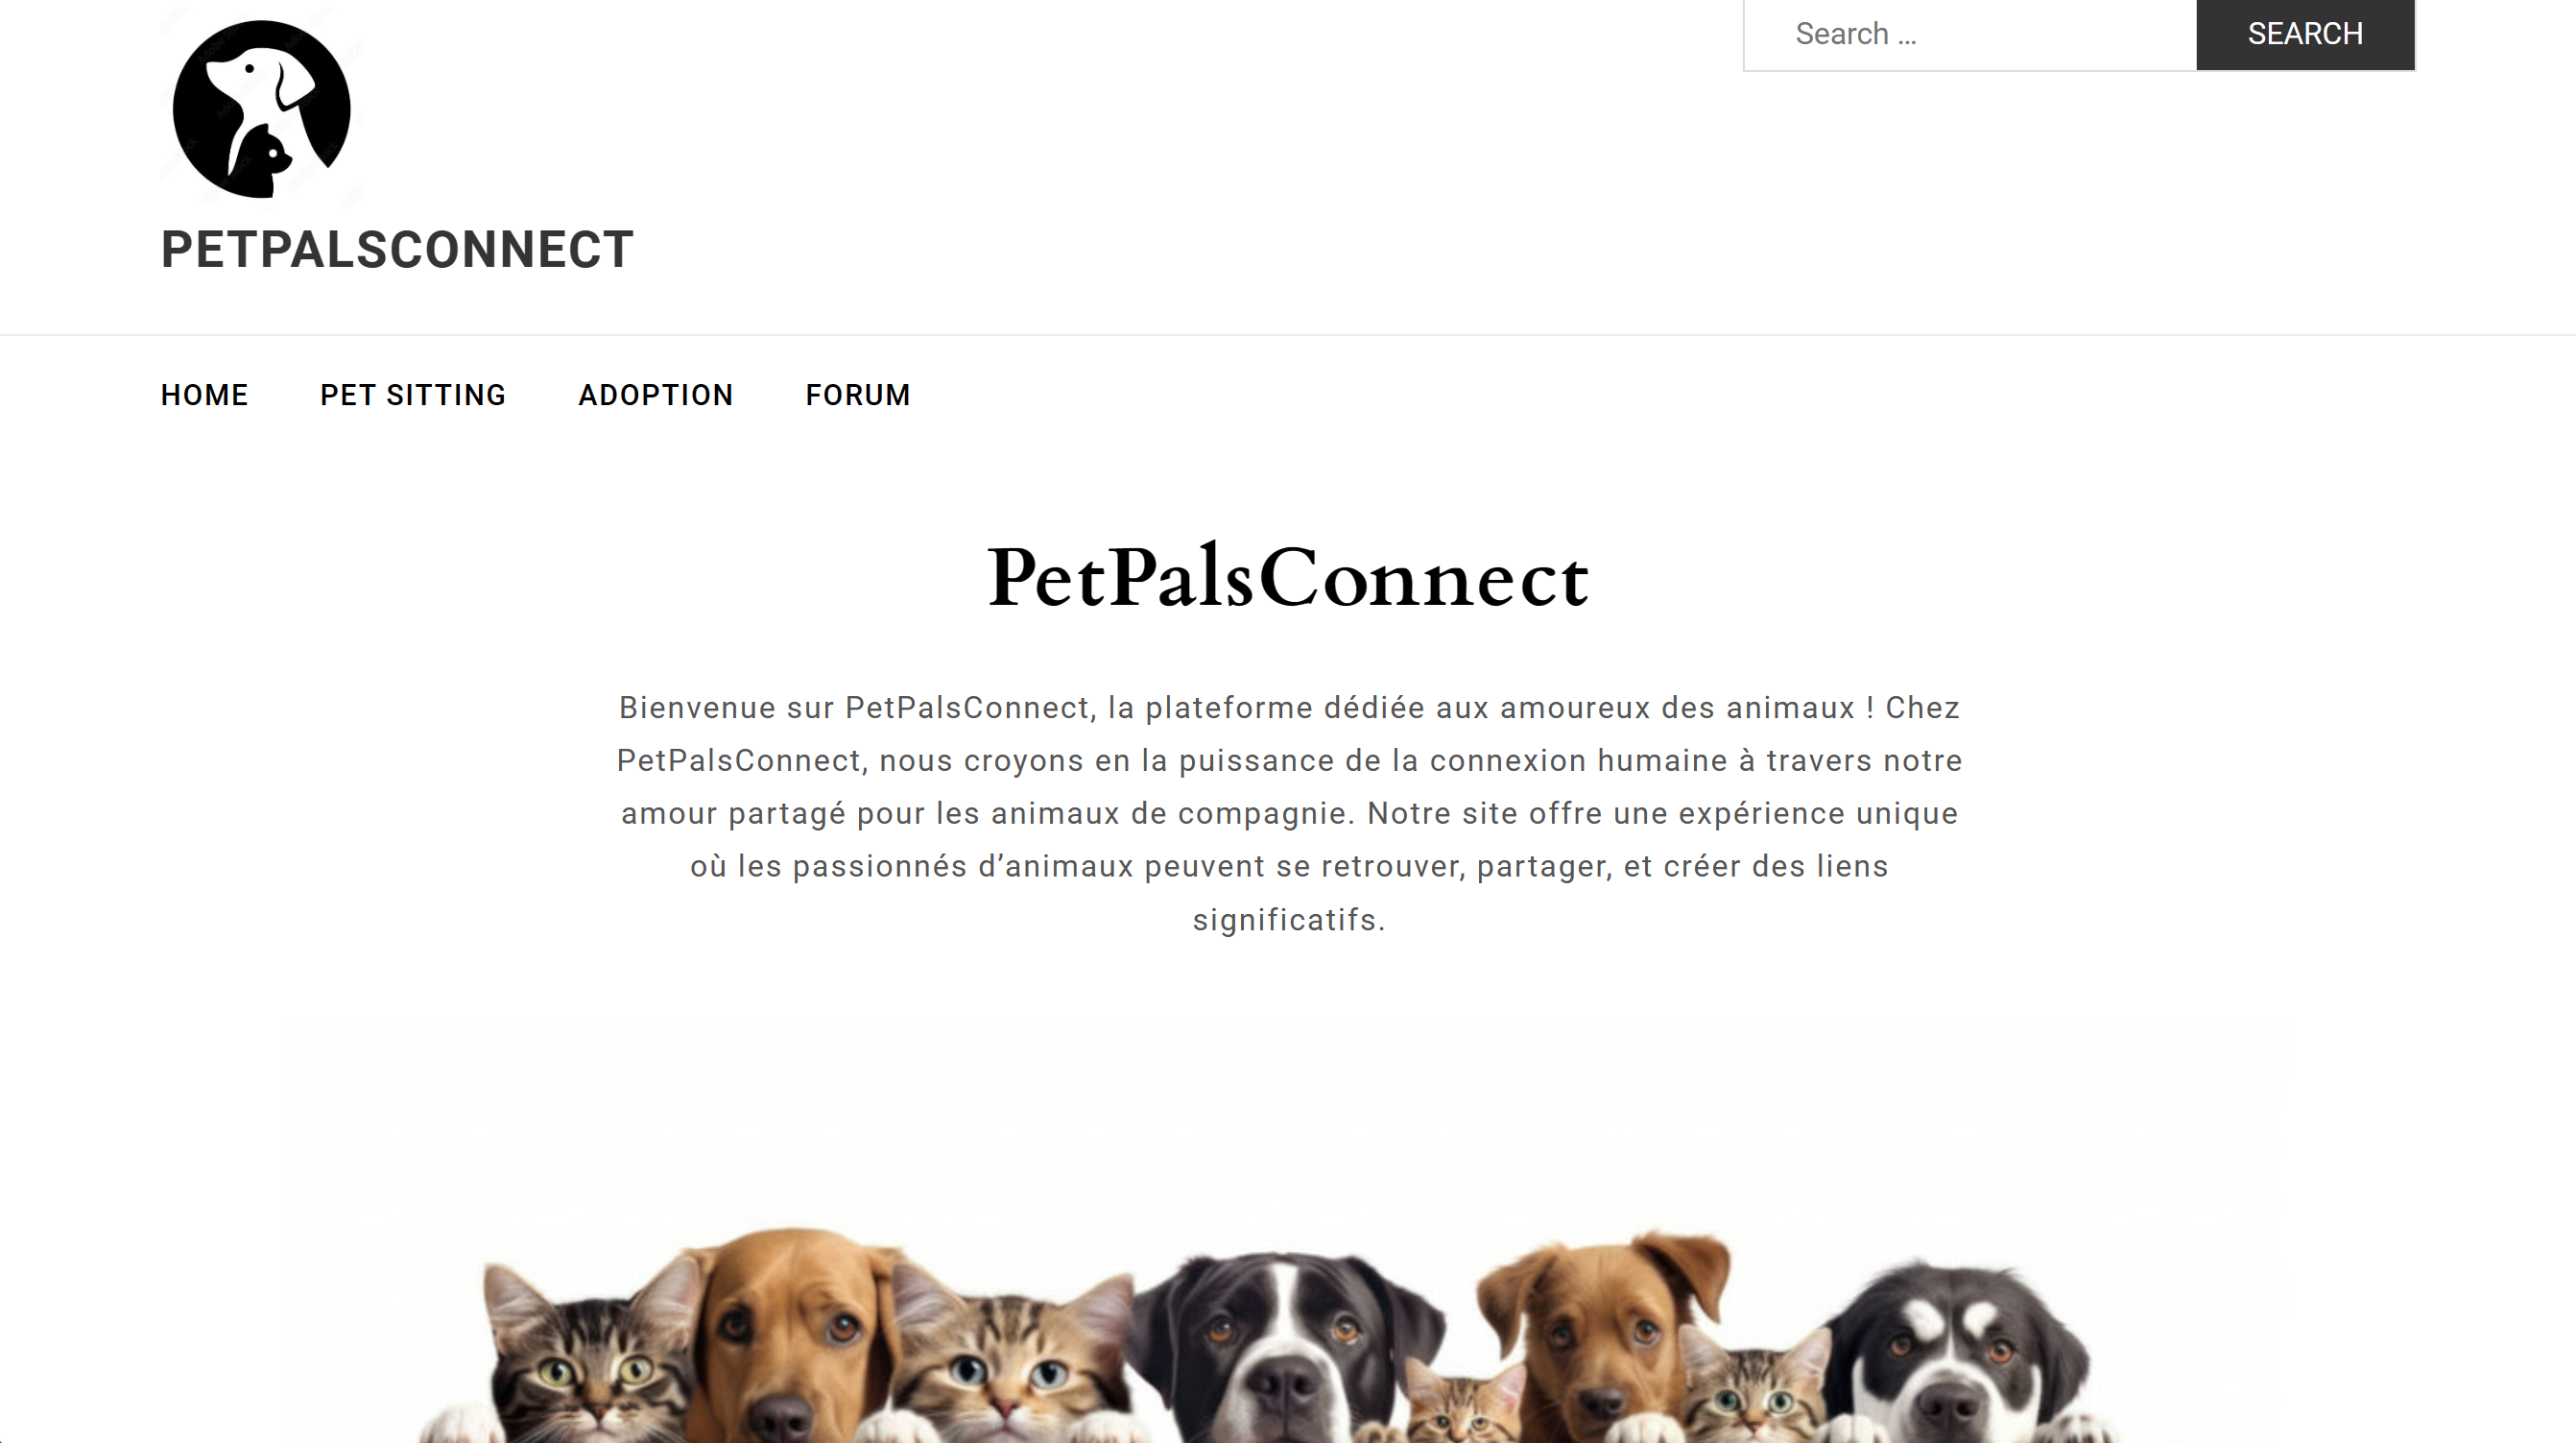 Search ...
SEARCH
PETPALSCONNECT
HOME
PET SITTING
ADOPTION
FORUM
PetPalsConnect
Bienvenue sur PetPalsConnect, la plateforme dédiée aux amoureux des animaux ! Chez
PetPalsConnect, nous croyons en la puissance de la connexion humaine à travers notre
amour partagé pour les animaux de compagnie. Notre site offre une expérience unique
où les passionnés d’animaux peuvent se retrouver, partager, et créer des liens
significatifs.